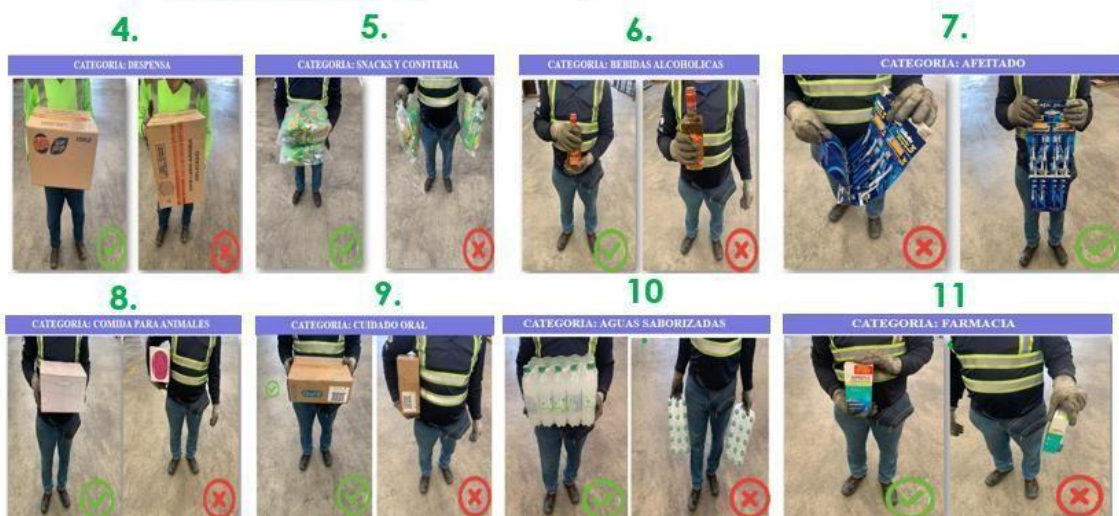 4.
5.
6.
7.
CATEGORIA: DESPENSA
CATEGORIA: SNACKS Y CONFITERIA
CATEGORIA: BEBIDAS ALCOHOLICAS
CATEGORIA: AFEITADO
8.
9.
10
11
CATEGORIA: COMIDA PARA ANIMALES
CATEGORIA: CUIDADO ORAL
CATEGORIA: AGUAS SABORIZADAS
CATEGORIA: FARMACIA